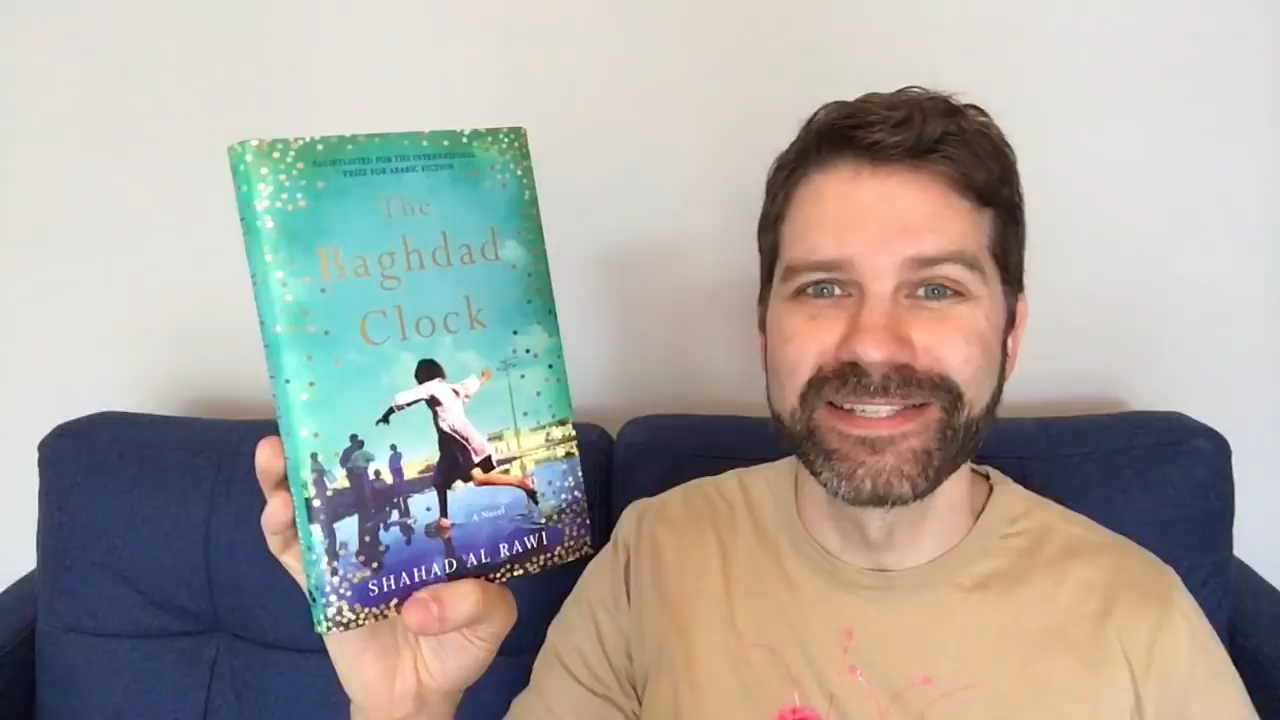 SHORTLISTED FOR THE INTERNATIONAL
PRIZE FOR ARABIC FICTION
The
Baghdad
Clock
A Novel
SHAHAD AL RAWI